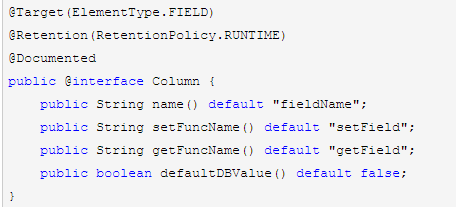 @Target(ElementType.FIELD)
@Retention(RetentionPolicy.RUNTIME)
@Documented
public @interface Column {
    public String name() default "fieldName";
    public String setFuncName() default "setField";
    public String getFuncName() default "getField";
    public boolean defaultDBValue() default false;
}